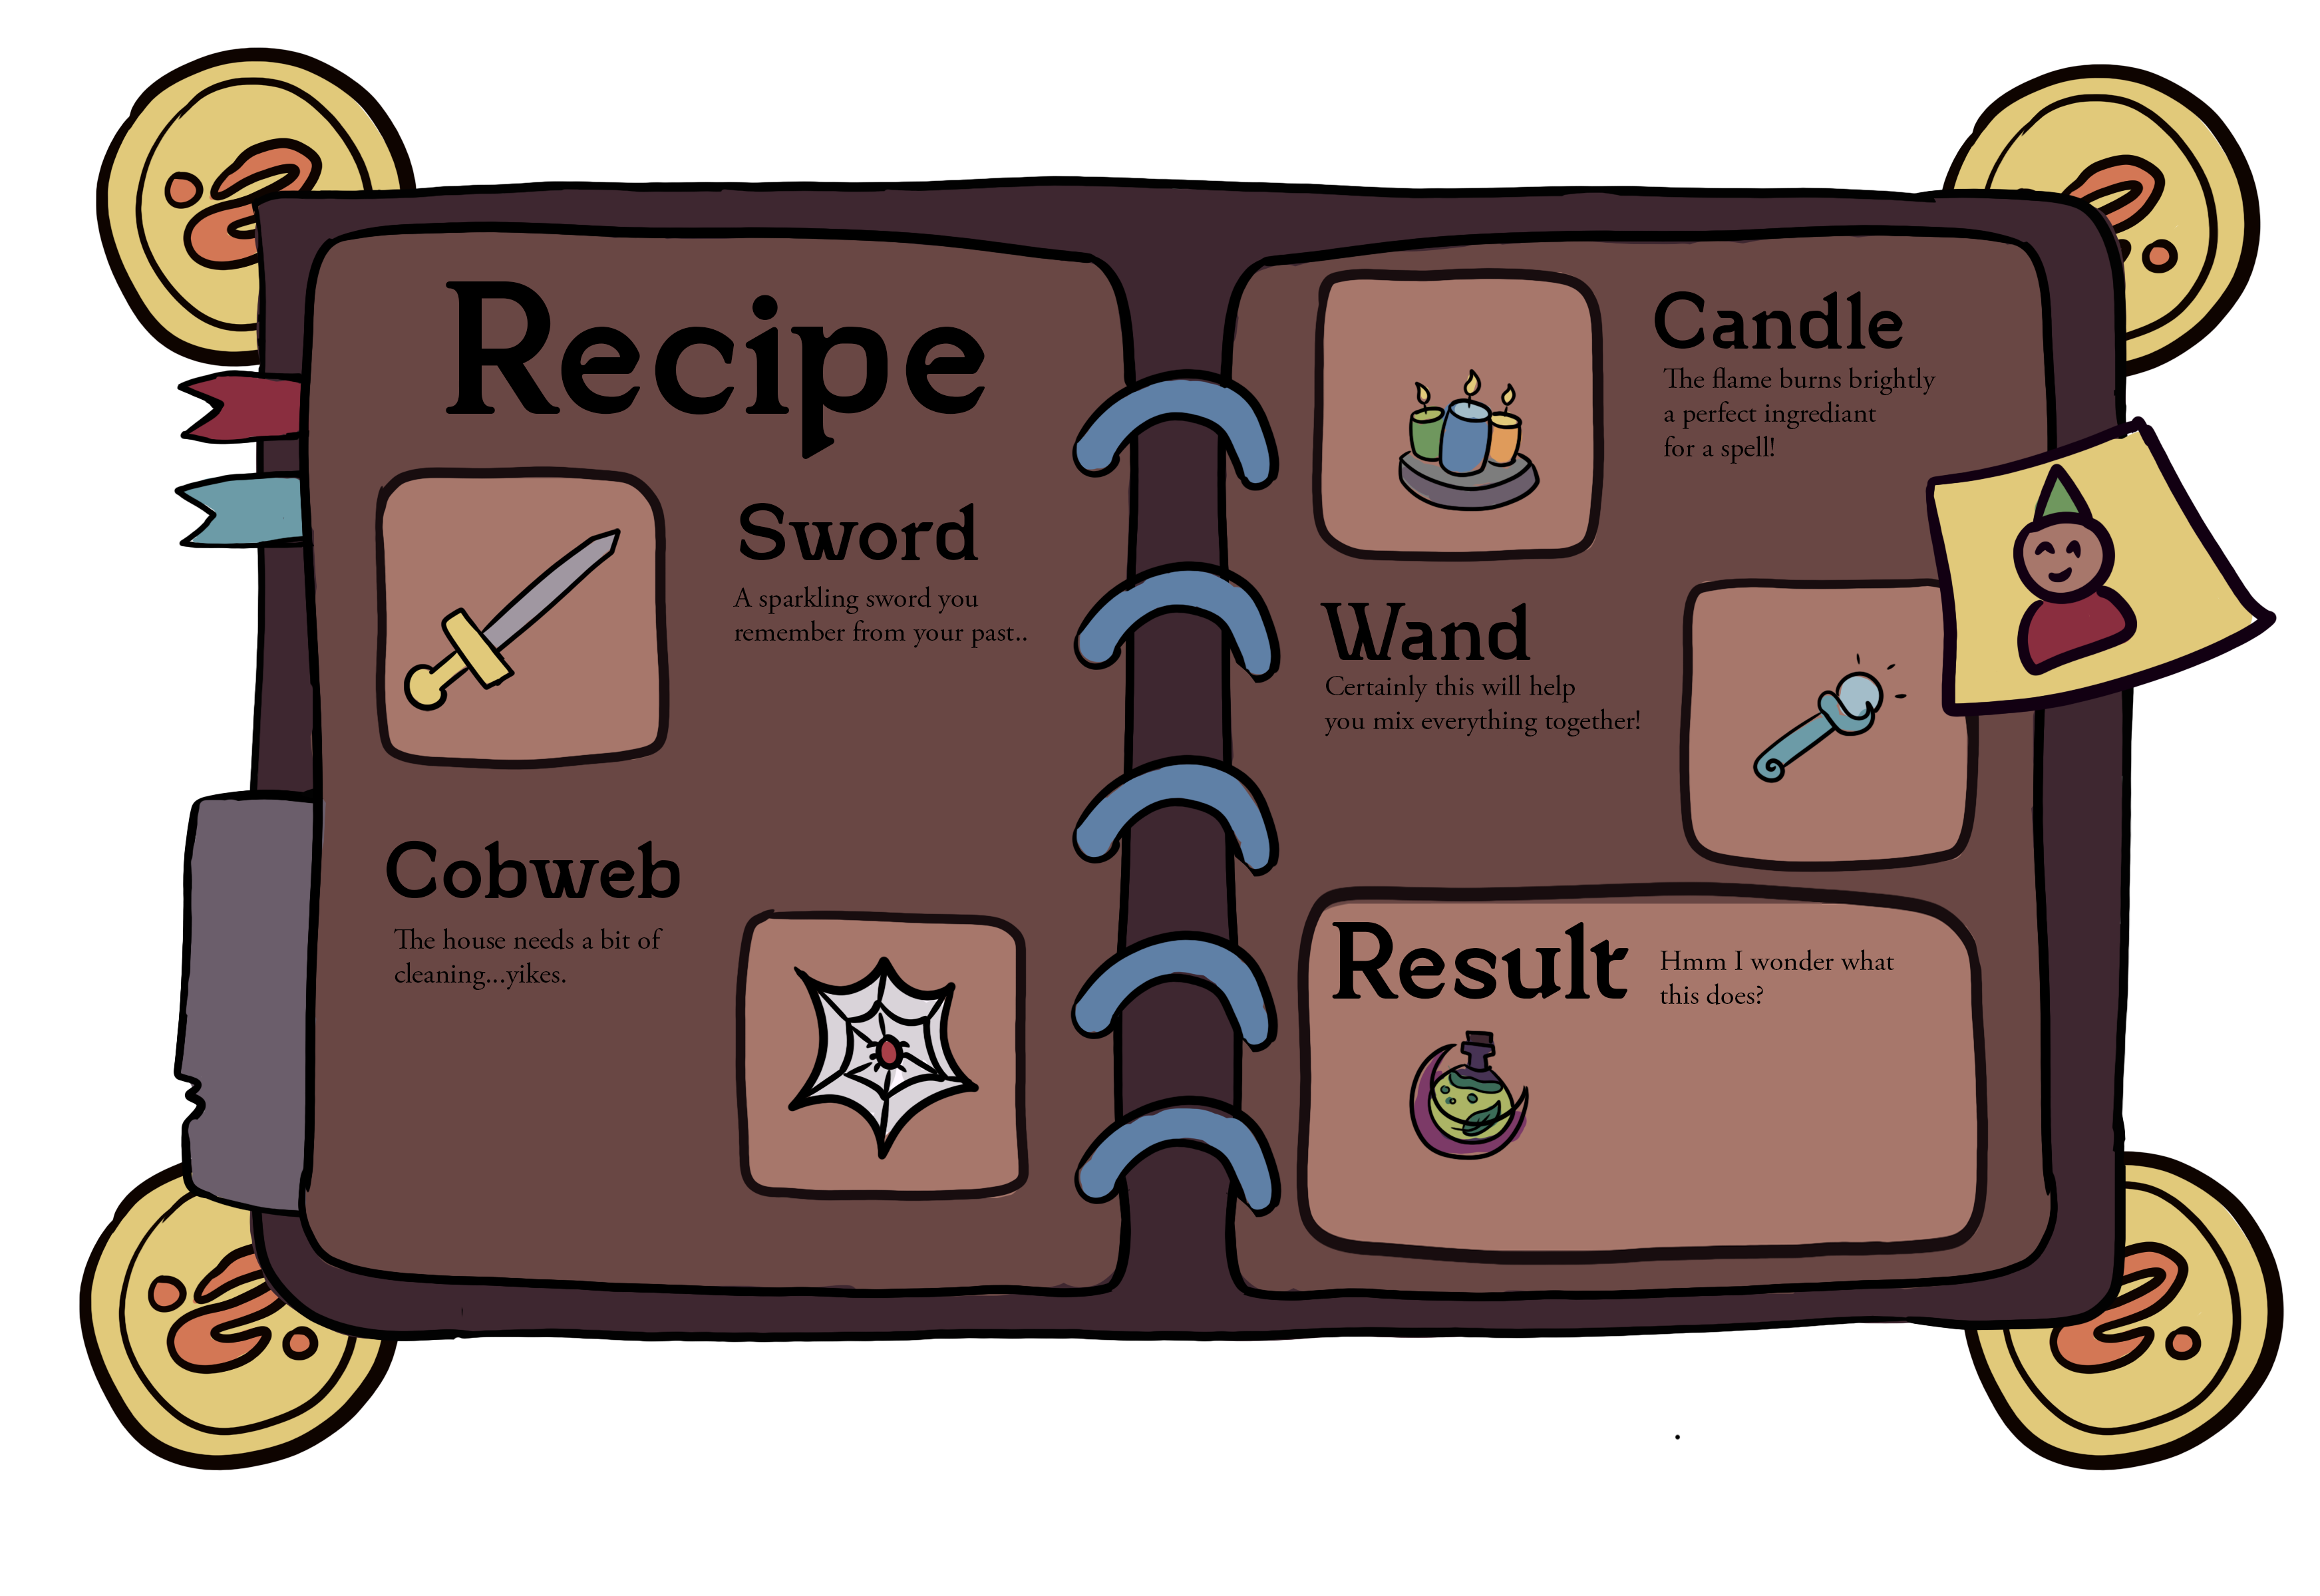 Recipe
Sword
A sparkling sword you
remember from your past..
Cobweb
The house needs a bit of
cleaning...yikes.
Candle
The flame burns brightly
a perfect ingrediant
for a spell!
Wand
Certainly this will help
you mix everything together!
Result
Hmm I wonder what
this does?